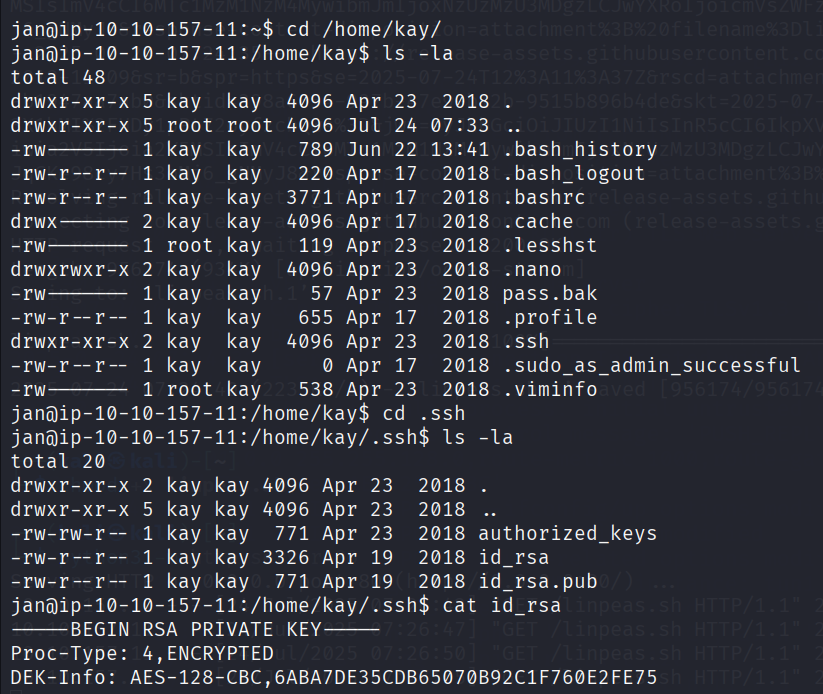 jan@ip-10-10-157-11:~$ cd /home/kay/
jan@ip-10-10-157-11:/home/kay$ ls -la
total 48
drwxr-xr-x 5 kay  kay  4096 Apr 23  2018 .
drwxr-xr-x 5 root root 4096 Jul 24 07:33 ..
-rw------- 1 kay  kay   789 Jun 22 13:41 .bash_history
-rw-r--r-- 1 kay  kay   220 Apr 17  2018 .bash_logout
-rw-r--r-- 1 kay  kay  3771 Apr 17  2018 .bashrc
drwx------ 2 kay  kay  4096 Apr 17  2018 .cache
-rw------- 1 root kay   119 Apr 23  2018 .lesshst
drwxrwxr-x 2 kay  kay  4096 Apr 23  2018 .nano
-rw------- 1 kay  kay    57 Apr 23  2018 pass.bak
-rw-r--r-- 1 kay  kay   655 Apr 17  2018 .profile
drwxr-xr-x 2 kay  kay  4096 Apr 23  2018 .ssh
-rw-r--r-- 1 kay  kay     0 Apr 17  2018 .sudo_as_admin_successful
-rw------- 1 root kay   538 Apr 23  2018 .viminfo
jan@ip-10-10-157-11:/home/kay$ cd .ssh
jan@ip-10-10-157-11:/home/kay/.ssh$ ls -la
total 20
drwxr-xr-x 2 kay kay 4096 Apr 23  2018 .
drwxr-xr-x 5 kay kay 4096 Apr 23  2018 ..
-rw-rw-r-- 1 kay kay  771 Apr 23  2018 authorized_keys
-rw-r--r-- 1 kay kay 3326 Apr 19  2018 id_rsa
-rw-r--r-- 1 kay kay  771 Apr 19  2018 id_rsa.pub
jan@ip-10-10-157-11:/home/kay/.ssh$ cat id_rsa
-----BEGIN RSA PRIVATE KEY-----
Proc-Type: 4,ENCRYPTED
DEK-Info: AES-128-CBC,6ABA7DE35CDB65070B92C1F760E2FE75